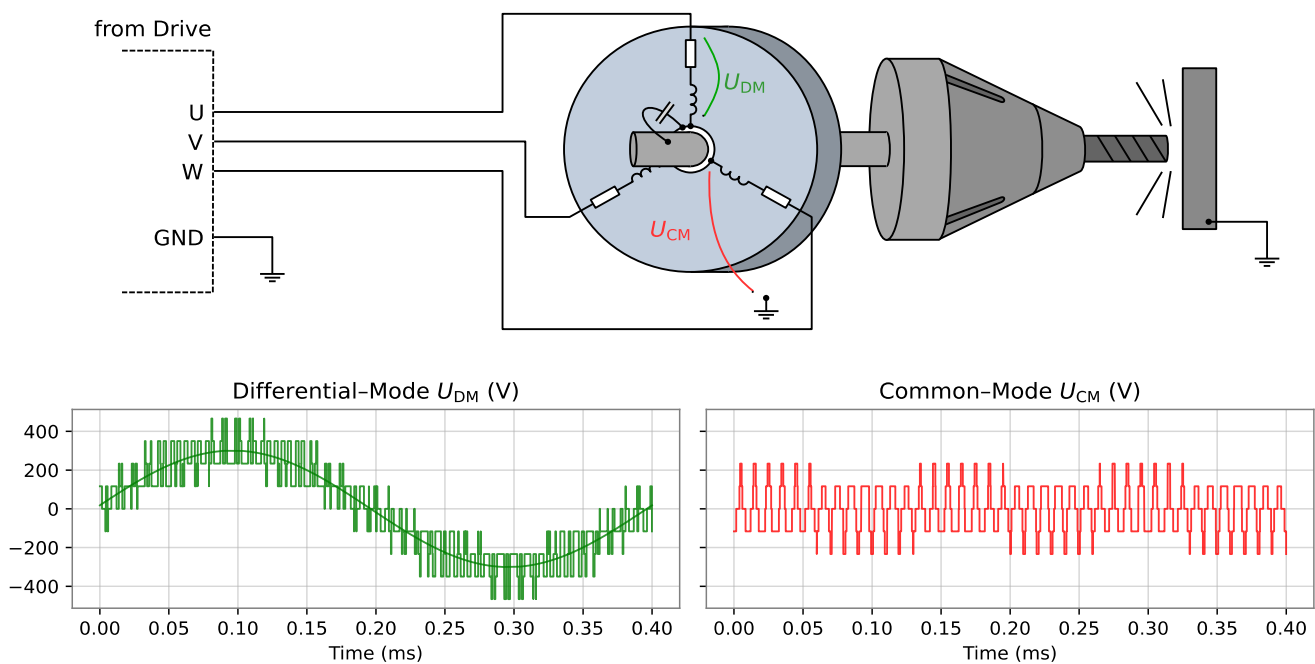 from Drive
U
V
W
GND
U_DM
U_CM
Differential–Mode U_DM (V)
400
200
0
−200
−400
0.00 0.05 0.10 0.15 0.20 0.25 0.30 0.35 0.40
Time (ms)
Common–Mode U_CM (V)
0.00 0.05 0.10 0.15 0.20 0.25 0.30 0.35 0.40
Time (ms)